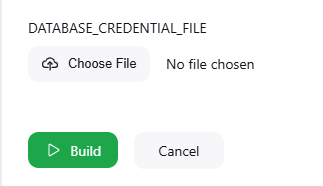 DATABASE_CREDENTIAL_FILE
Choose File No file chosen
Build Cancel